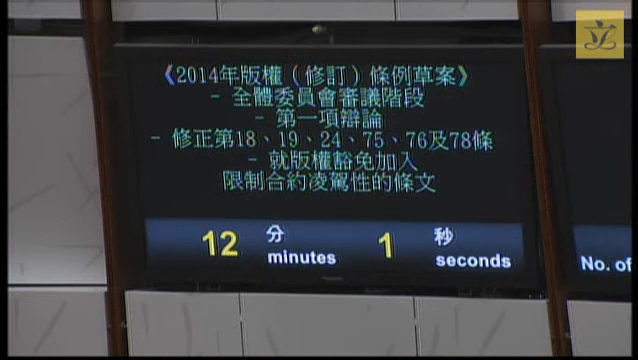 《2014年版權（修訂）條例草案》
- 全體委員會審議階段
- 第一項辯論
- 修正第18、19、24、75、76及78條
- 就版權豁免加入
限制合約凌駕性的條文
12 分 minutes 1 秒 seconds
No. of